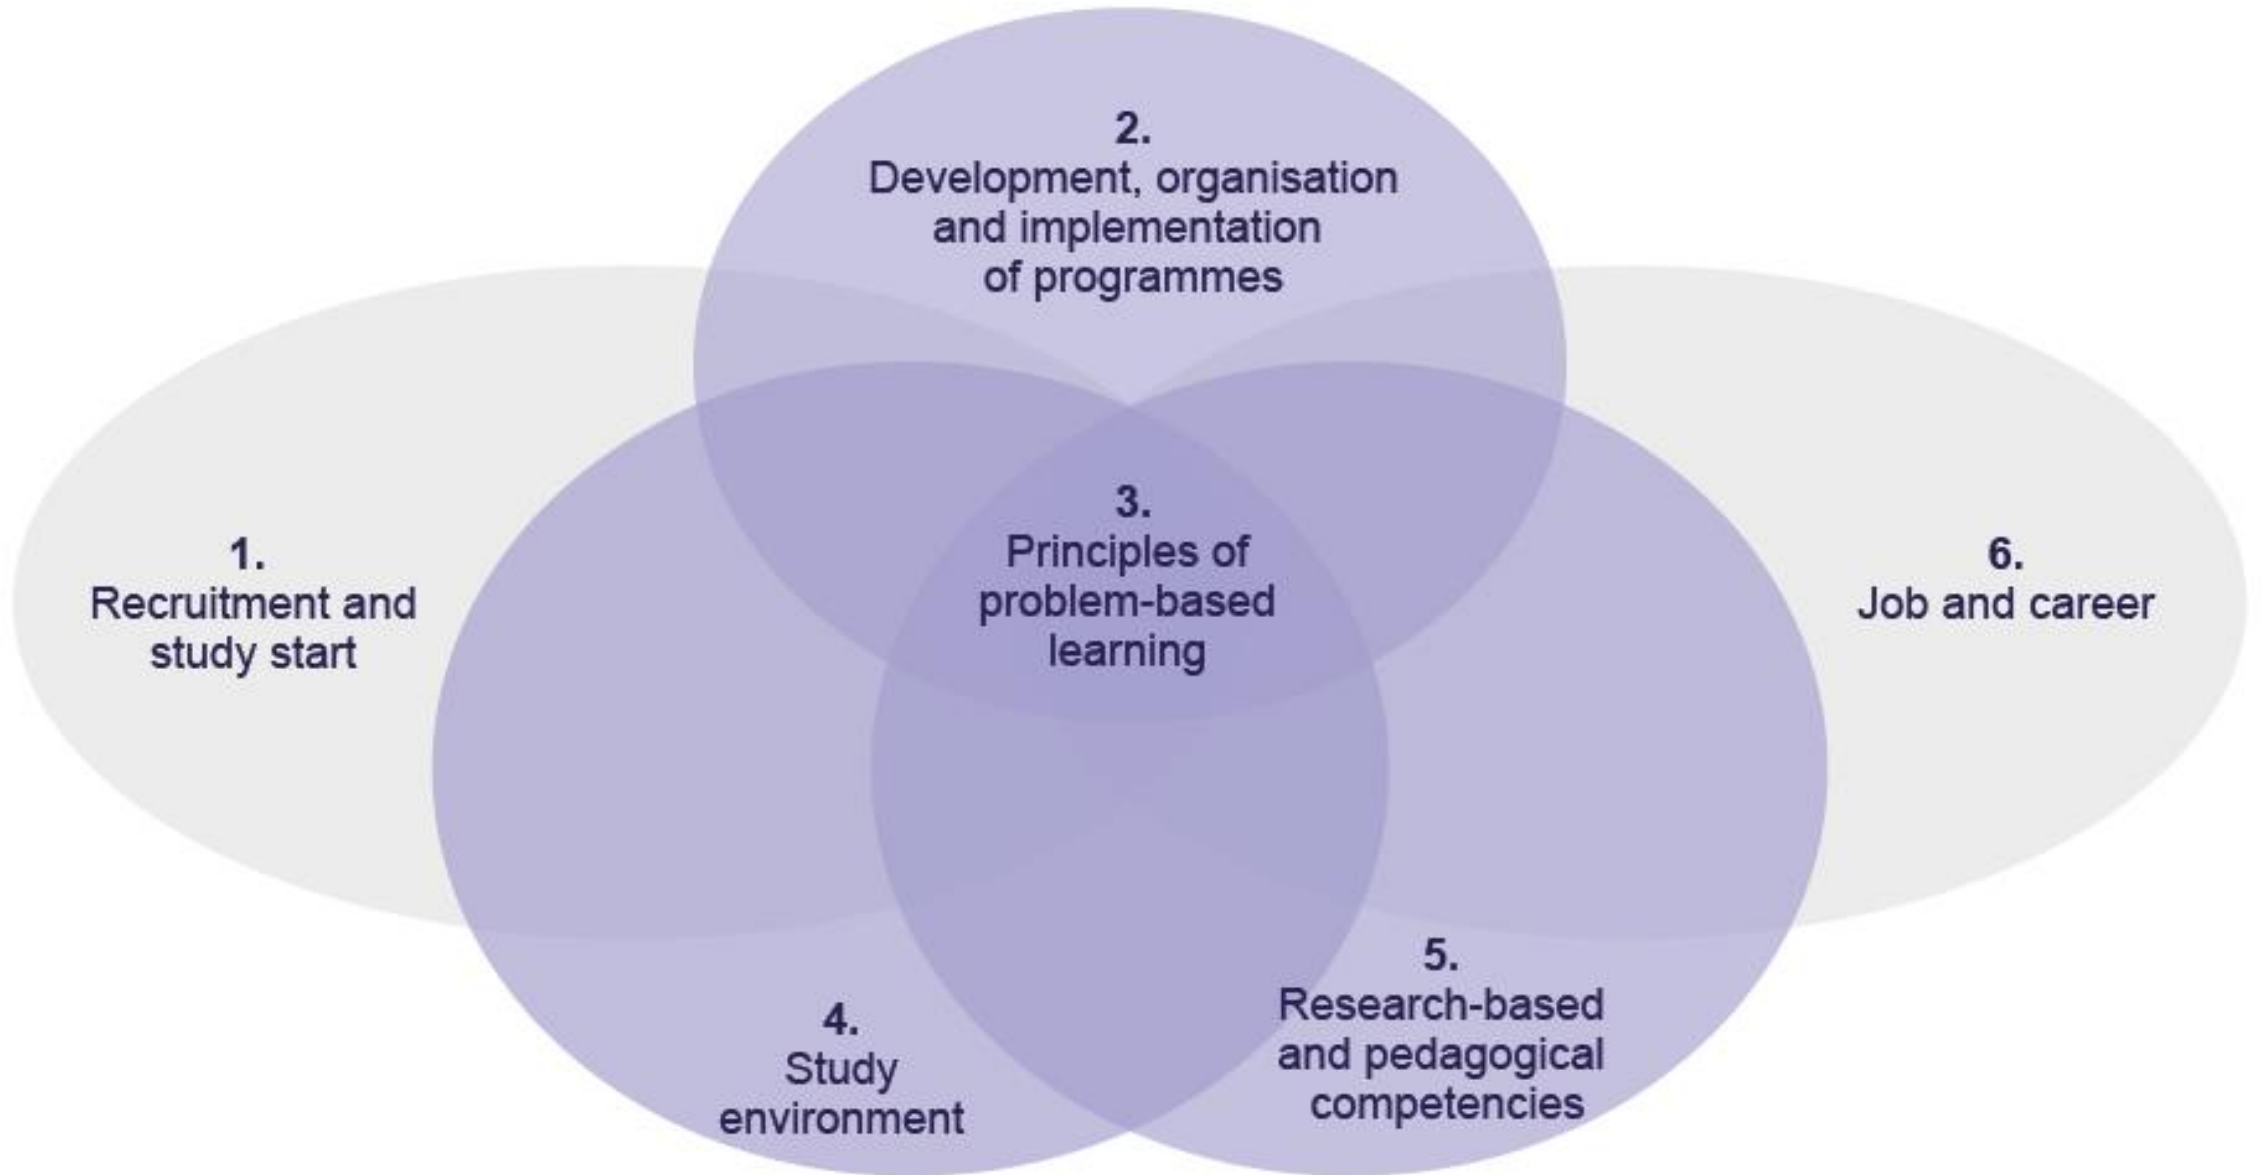 1.
Recruitment and
study start
2.
Development, organisation
and implementation
of programmes
3.
Principles of
problem-based
learning
4.
Study
environment
5.
Research-based
and pedagogical
competencies
6.
Job and career